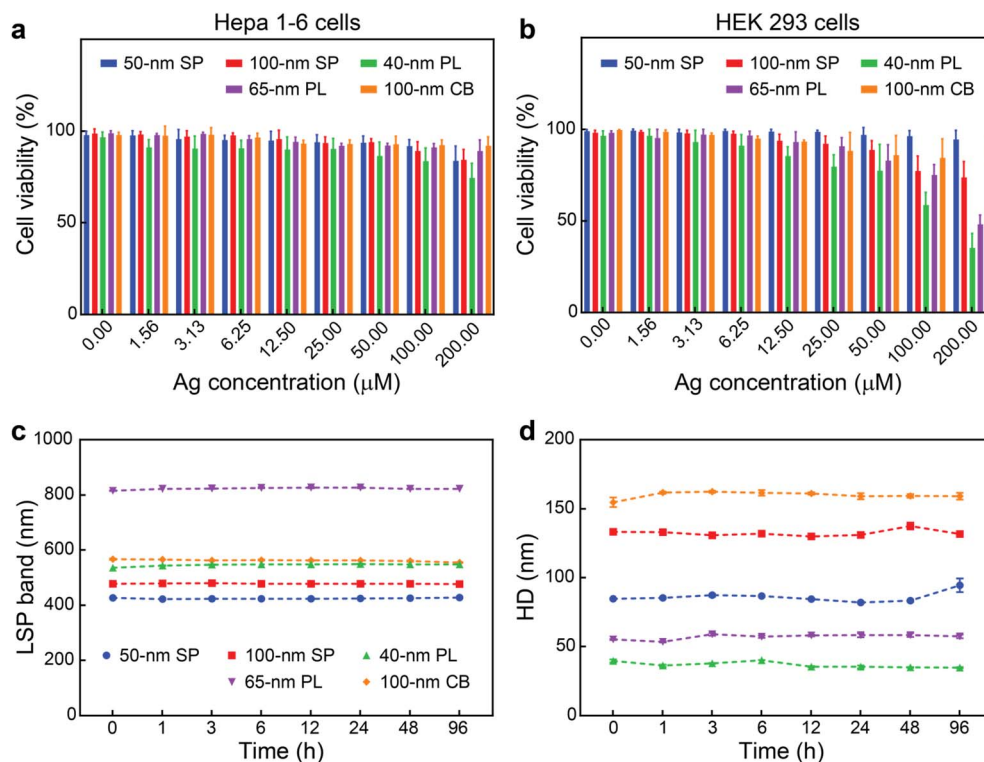 a
Hepa 1-6 cells
50-nm SP 100-nm SP 40-nm PL
65-nm PL 100-nm CB
Cell viability (%)
100
50
0
0.00 1.56 3.13 6.25 12.50 25.00 50.00 100.00 200.00
Ag concentration (μM)
b
HEK 293 cells
50-nm SP 100-nm SP 40-nm PL
65-nm PL 100-nm CB
Cell viability (%)
100
50
0
0.00 1.56 3.13 6.25 12.50 25.00 50.00 100.00 200.00
Ag concentration (μM)
c
LSP band (nm)
1000
800
600
400
200
0
50-nm SP 100-nm SP 40-nm PL
65-nm PL 100-nm CB
0 1 3 6 12 24 48 96
Time (h)
d
HD (nm)
200
150
100
50
0
0 1 3 6 12 24 48 96
Time (h)